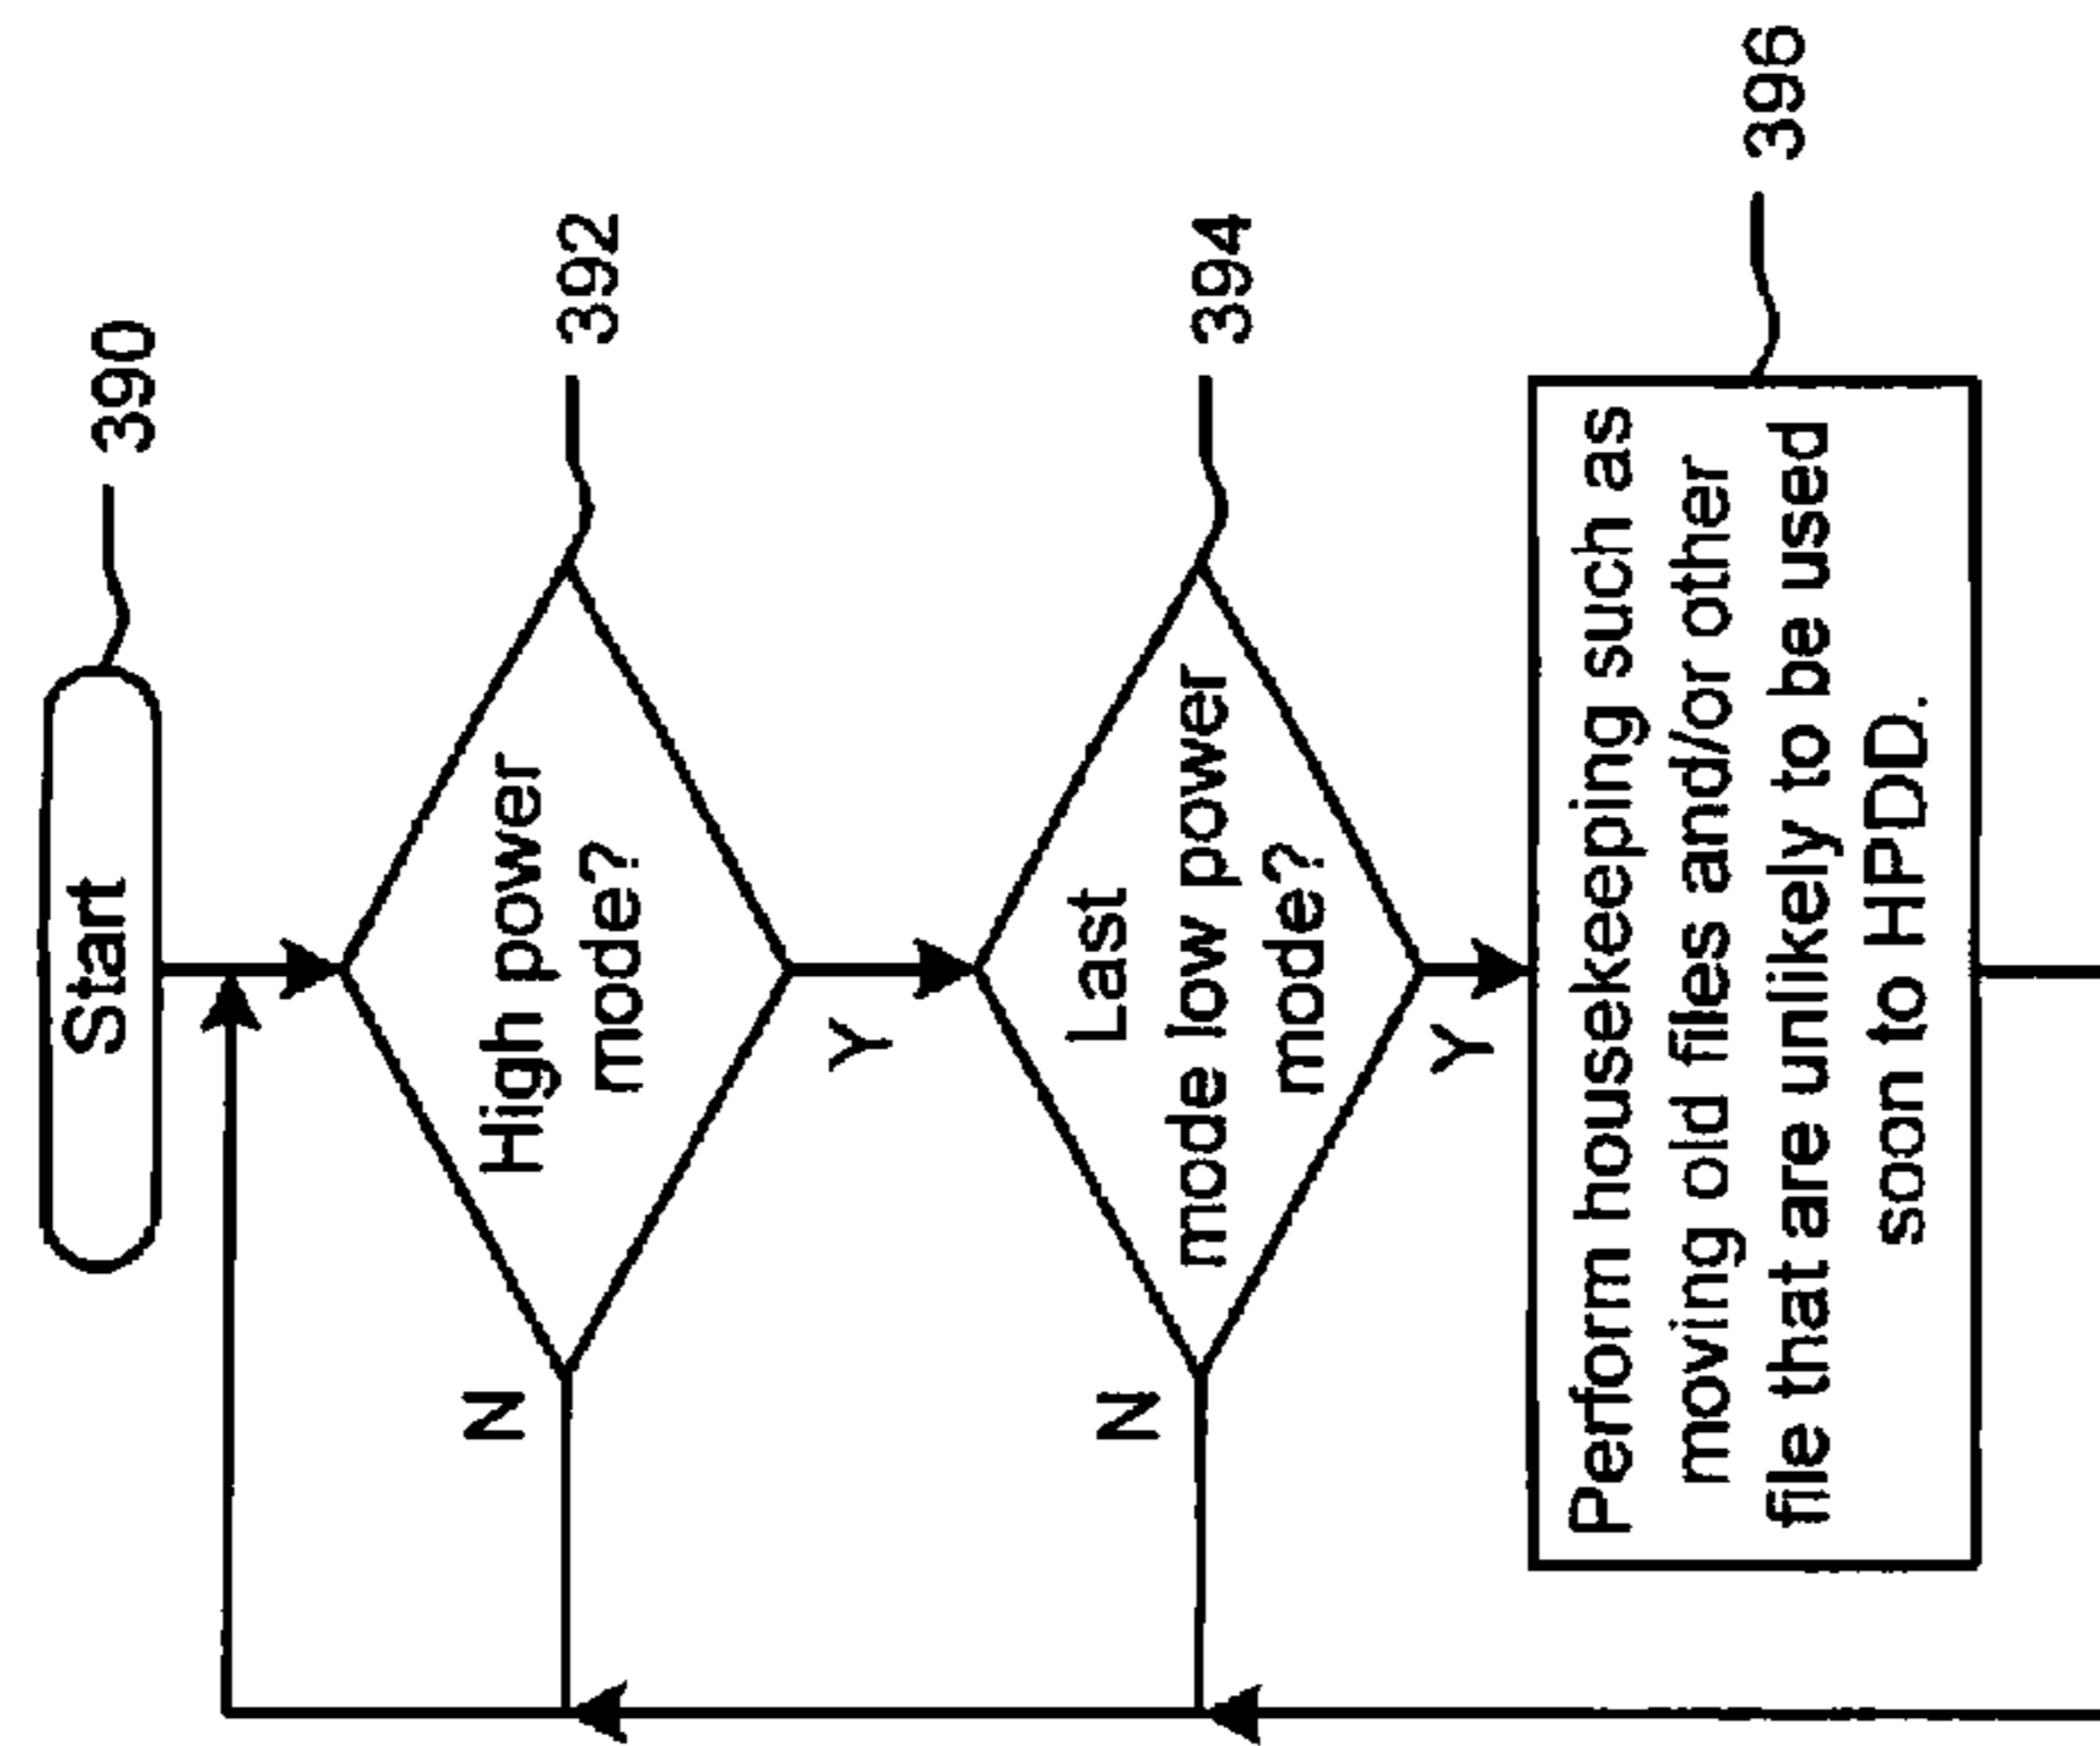 Start
390
High power
mode?
392
N
Y
Last
mode low power
mode?
394
N
Y
Perform housekeeping such as
moving old files and/or other
file that are unlikely to be used
soon to HPDD.
396